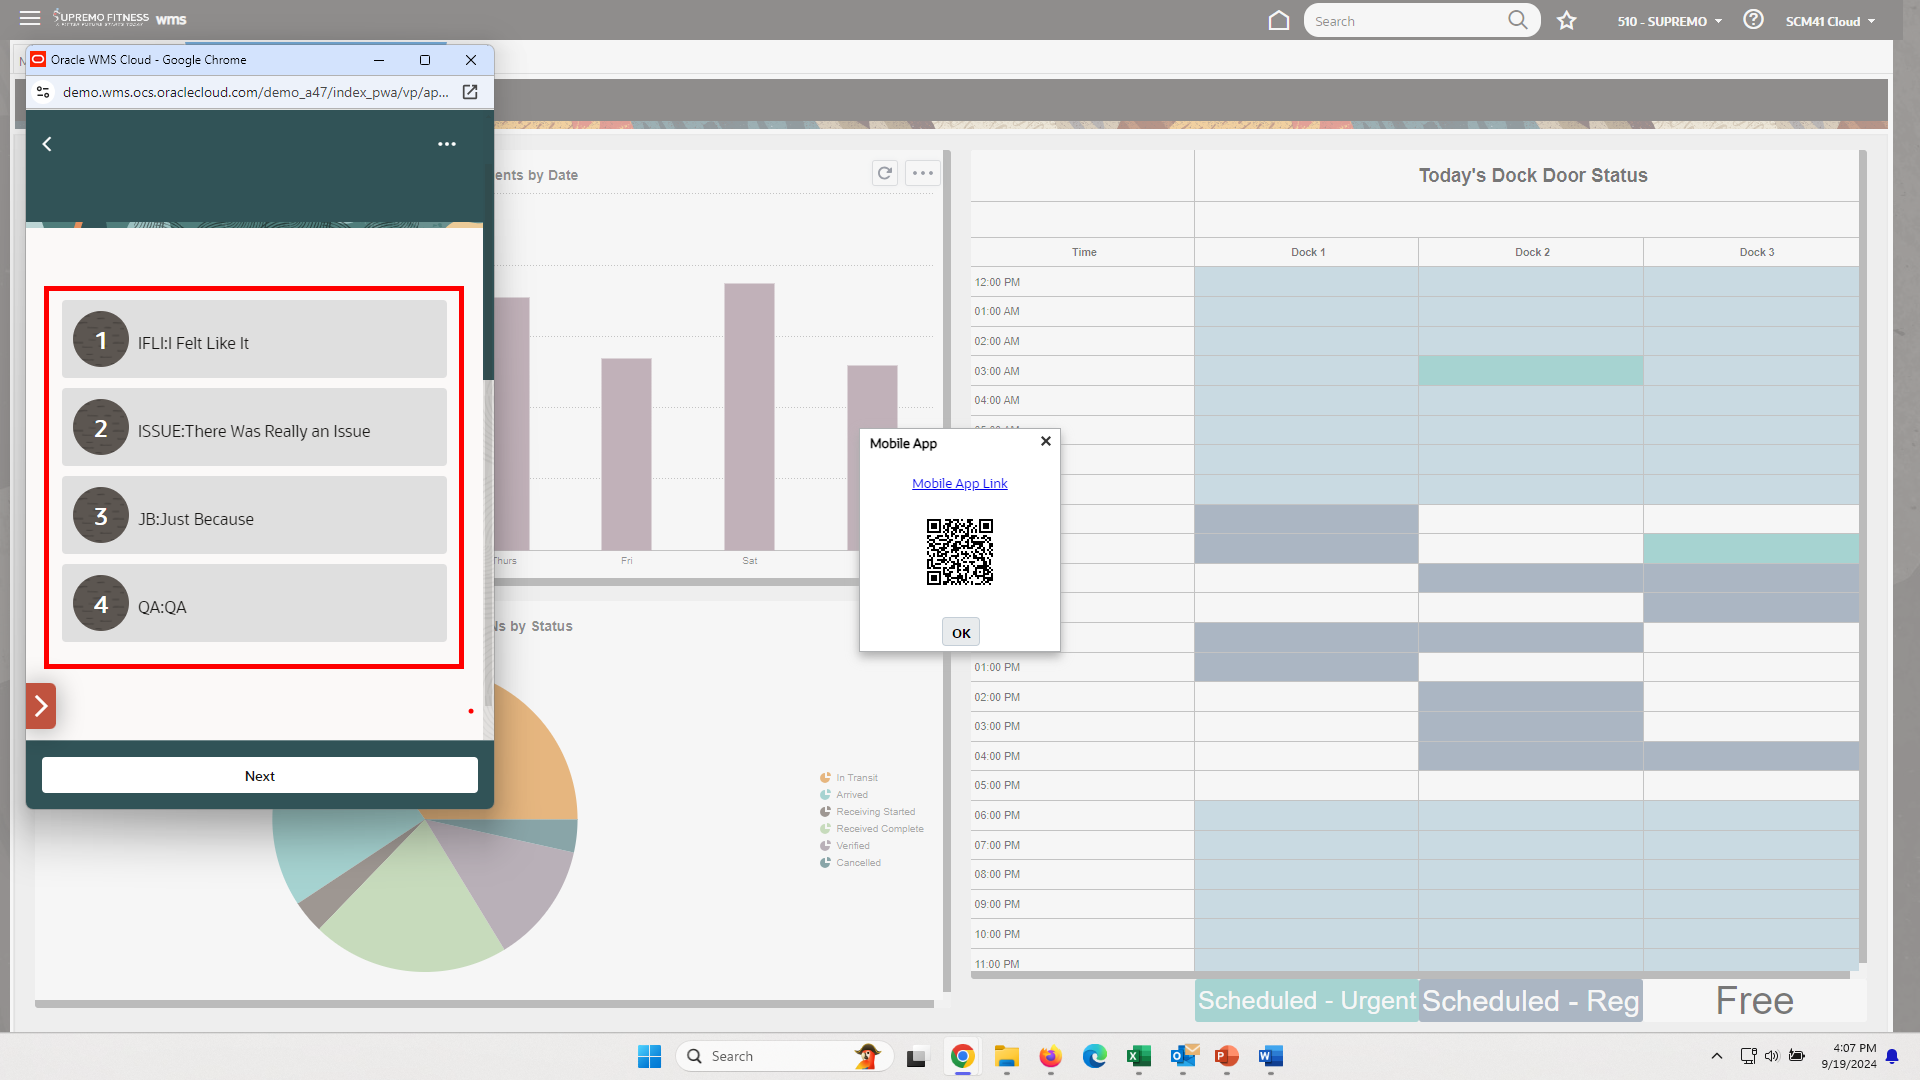 SUPREMO FITNESS wms
Search
510 - SUPREMO
SCM41 Cloud
Oracle WMS Cloud - Google Chrome
demo.wms.ocs.oraclecloud.com/demo_a47/index_pwa/vp/ap...
1 IFLI:I Felt Like It
2 ISSUE:There Was Really an Issue
3 JB:Just Because
4 QA:QA
Next
ents by Date
Thurs Fri Sat
Ns by Status
In Transit
Arrived
Receiving Started
Received Complete
Verified
Cancelled
Mobile App
Mobile App Link
OK
Today's Dock Door Status
Time Dock 1 Dock 2 Dock 3
12:00 PM
01:00 AM
02:00 AM
03:00 AM
04:00 AM
01:00 PM
02:00 PM
03:00 PM
04:00 PM
05:00 PM
06:00 PM
07:00 PM
08:00 PM
09:00 PM
10:00 PM
11:00 PM
Scheduled - Urgent Scheduled - Reg Free
Search
4:07 PM
9/19/2024